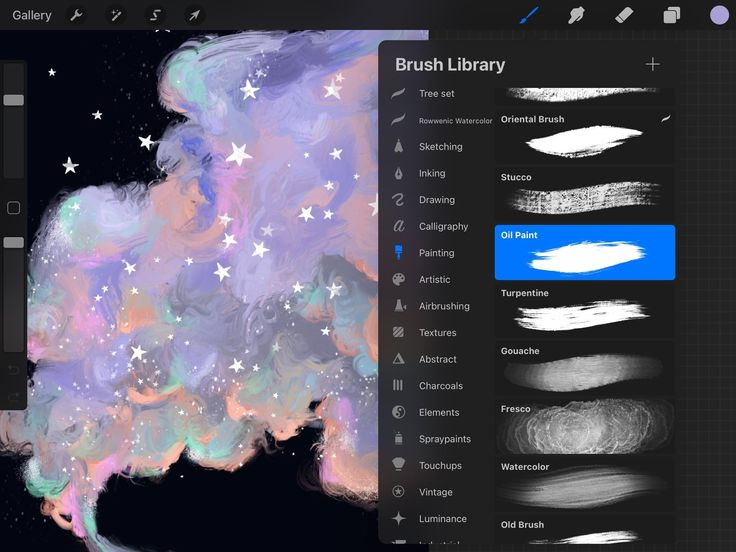 Gallery
Brush Library
Tree set
Rowwenic Watercolor
Sketching
Inking
Drawing
Calligraphy
Painting
Artistic
Airbrushing
Textures
Abstract
Charcoals
Elements
Spraypaints
Touchups
Vintage
Luminance
Industrial
Oriental Brush
Stucco
Oil Paint
Turpentine
Gouache
Fresco
Watercolor
Old Brush